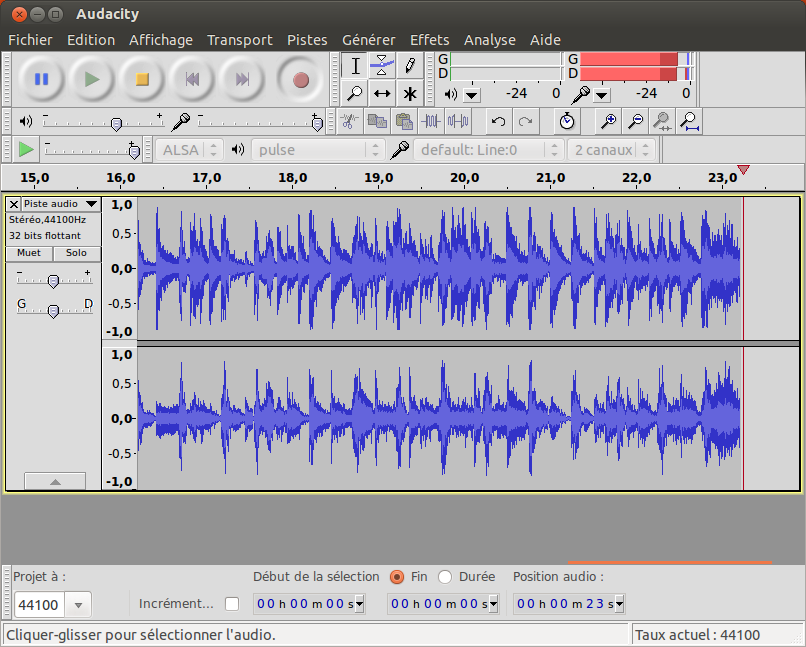 Audacity
Fichier Edition Affichage Transport Pistes Générer Effets Analyse Aide
G G
D D
-24 0 -24 0
ALSA pulse default: Line:0 2 canaux
15,0 16,0 17,0 18,0 19,0 20,0 21,0 22,0 23,0
X Piste audio
Stéréo,44100Hz
32 bits flottant
Muet Solo
- +
G D
1,0
0,5-
0,0-
-0,5-
-1,0
1,0
0,5-
0,0-
-0,5-
-1,0
Projet à : Début de la sélection Fin Durée Position audio :
44100 Incrément... 00 h 00 m 00 s 00 h 00 m 00 s 00 h 00 m 23 s
Cliquer-glisser pour sélectionner l'audio. Taux actuel : 44100